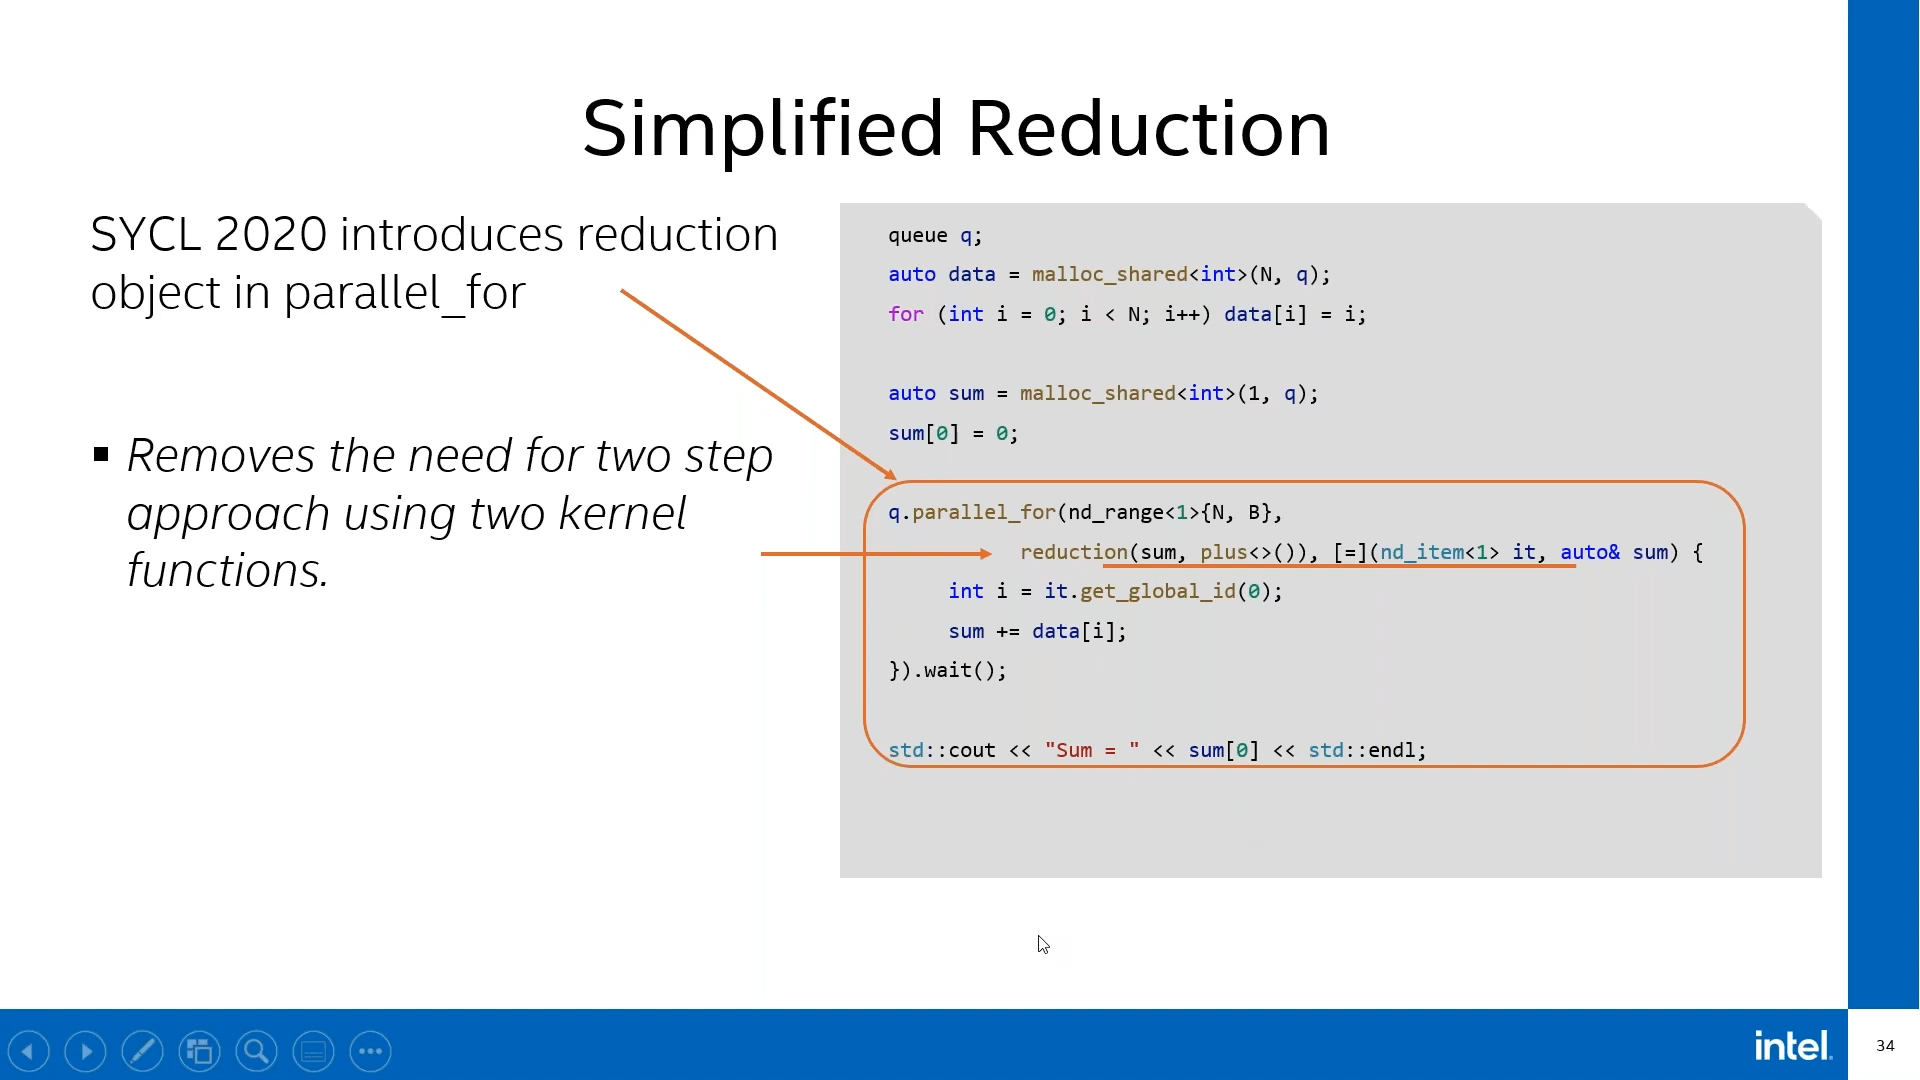 Simplified Reduction
SYCL 2020 introduces reduction
object in parallel_for
▪ Removes the need for two step
approach using two kernel
functions.
queue q;
auto data = malloc_shared<int>(N, q);
for (int i = 0; i < N; i++) data[i] = i;
auto sum = malloc_shared<int>(1, q);
sum[0] = 0;
q.parallel_for(nd_range<1>{N, B},
reduction(sum, plus<>()), [=](nd_item<1> it, auto& sum) {
int i = it.get_global_id(0);
sum += data[i];
}).wait();
std::cout << "Sum = " << sum[0] << std::endl;
intel.
34